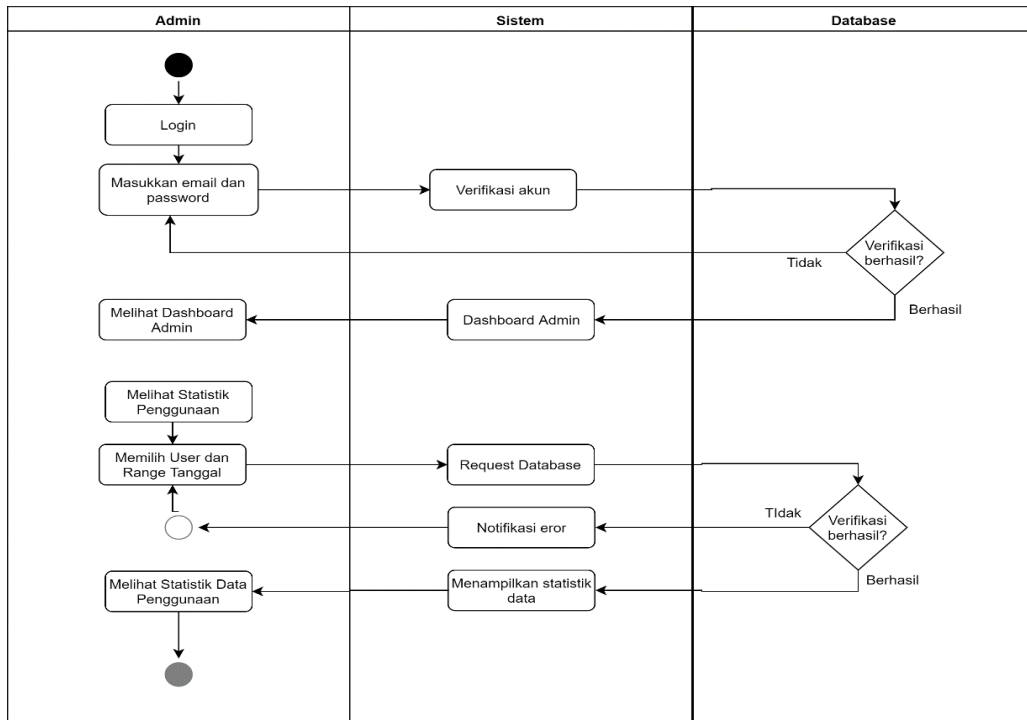 Admin
Sistem
Database
Login
Masukkan email dan
password
Verifikasi akun
Verifikasi
berhasil?
Tidak
Berhasil
Melihat Dashboard
Admin
Dashboard Admin
Melihat Statistik
Penggunaan
Memilih User dan
Range Tanggal
Request Database
TIdak
Verifikasi
berhasil?
Notifikasi eror
Berhasil
Melihat Statistik Data
Penggunaan
Menampilkan statistik
data